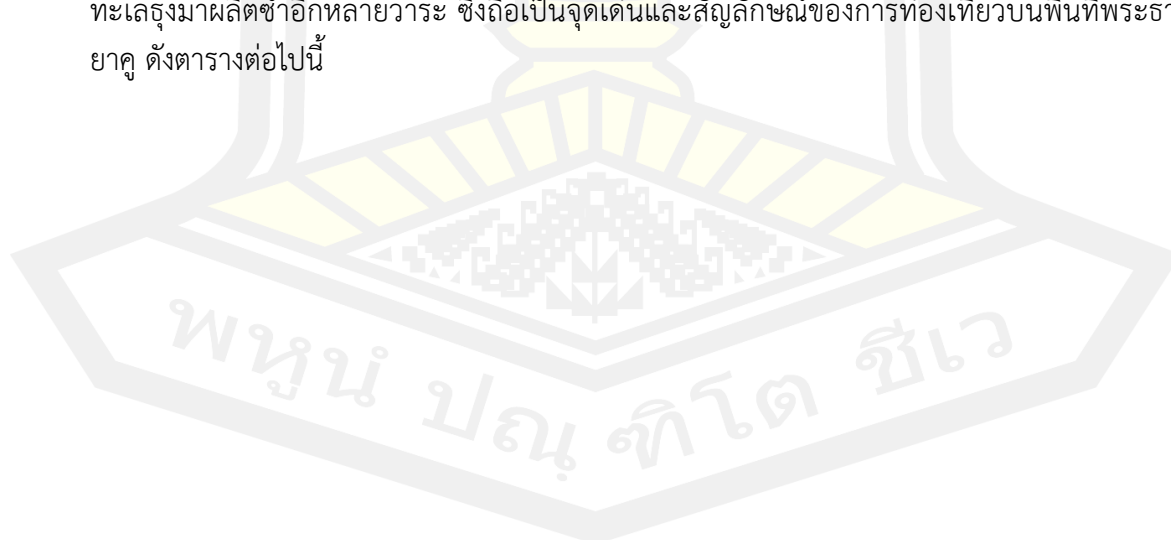 ทะเลธุงมาผลิตซ้ำอีกหลายวาระ ซึ่งถือเป็นจุดเด่นและสัญลักษณ์ของการท่องเที่ยวบนพื้นที่พระธา
ยาคู ดังตารางต่อไปนี้
พหูนํ ปณฺฑิโต ชีเว